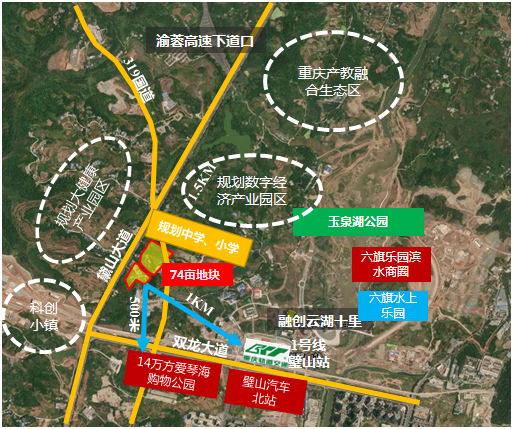 渝蓉高速下道口
319国道
重庆产教融
合生态区
规划大健康
产业园区
1.5KM
规划数字经
济产业园区
玉泉湖公园
规划中学、小学
璧山大道
六旗乐园滨
水商圈
74亩地块
六旗水上
乐园
科创
小镇
500米
1KM
融创云湖十里
双龙大道
1号线
璧山站
重庆轨道交
14万方爱琴海
购物公园
璧山汽车
北站